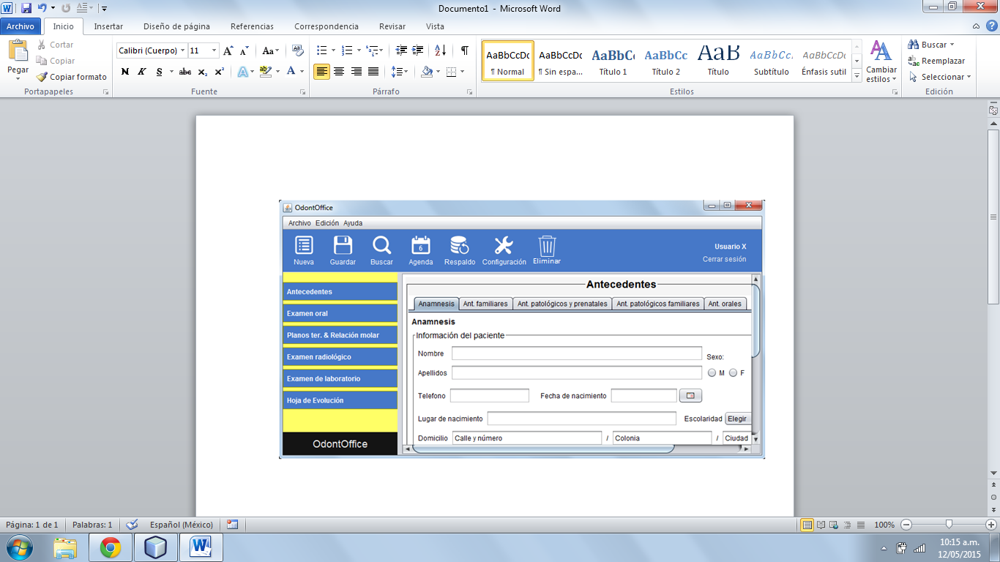 Documento1 - Microsoft Word
Archivo Inicio Insertar Diseño de página Referencias Correspondencia Revisar Vista
Pegar
Cortar
Copiar
Copiar formato
Portapapeles
Calibri (Cuerpo) 11
N K S abc x₂ x²
Fuente
Párrafo
AaBbCcDc AaBbCcDc AaBbC AaBbCc AaB AaBbCc. AaBbCcDc
¶ Normal ¶ Sin espa... Título 1 Título 2 Título Subtítulo Énfasis sutil
Estilos
Cambiar
estilos
Buscar
Reemplazar
Seleccionar
Edición
OdontOffice
Archivo Edición Ayuda
Nueva Guardar Buscar Agenda Respaldo Configuración Eliminar
6
Usuario X
Cerrar sesión
Antecedentes
Examen oral
Planos ter. & Relación molar
Examen radiológico
Examen de laboratorio
Hoja de Evolución
OdontOffice
Antecedentes
Anamnesis Ant. familiares Ant. patológicos y prenatales Ant. patológicos familiares Ant. orales
Anamnesis
Información del paciente
Nombre Sexo:
Apellidos M F
Telefono Fecha de nacimiento
Lugar de nacimiento Escolaridad Elegir
Domicilio Calle y número / Colonia / Ciudad
Página: 1 de 1 Palabras: 1 Español (México) 100%
10:15 a.m.
12/05/2015